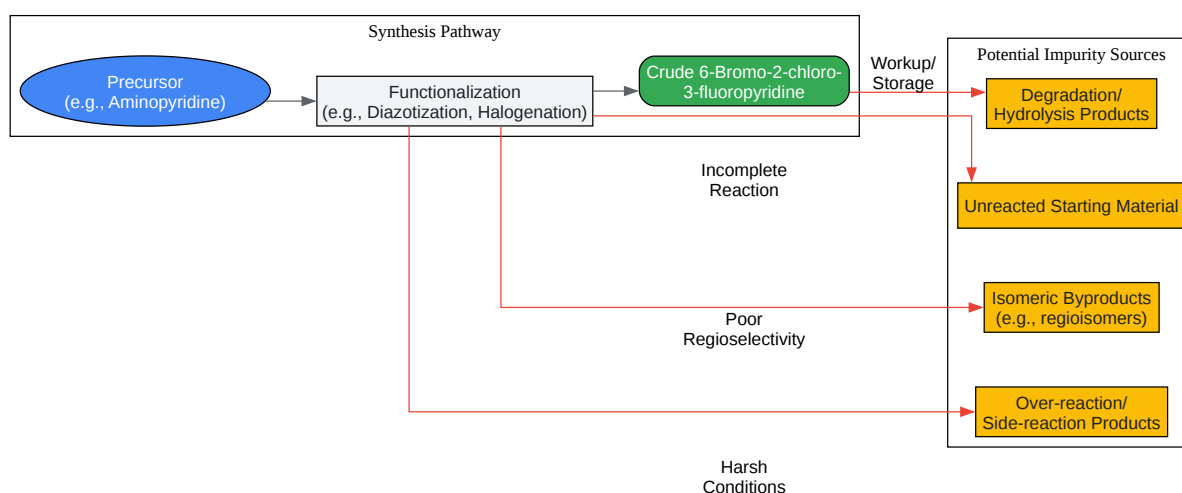 Synthesis Pathway
Precursor
(e.g., Aminopyridine)
Functionalization
(e.g., Diazotization, Halogenation)
Crude 6-Bromo-2-chloro-
3-fluoropyridine
Workup/
Storage
Potential Impurity Sources
Degradation/
Hydrolysis Products
Incomplete
Reaction
Unreacted Starting Material
Poor
Regioselectivity
Isomeric Byproducts
(e.g., regioisomers)
Harsh
Conditions
Over-reaction/
Side-reaction Products